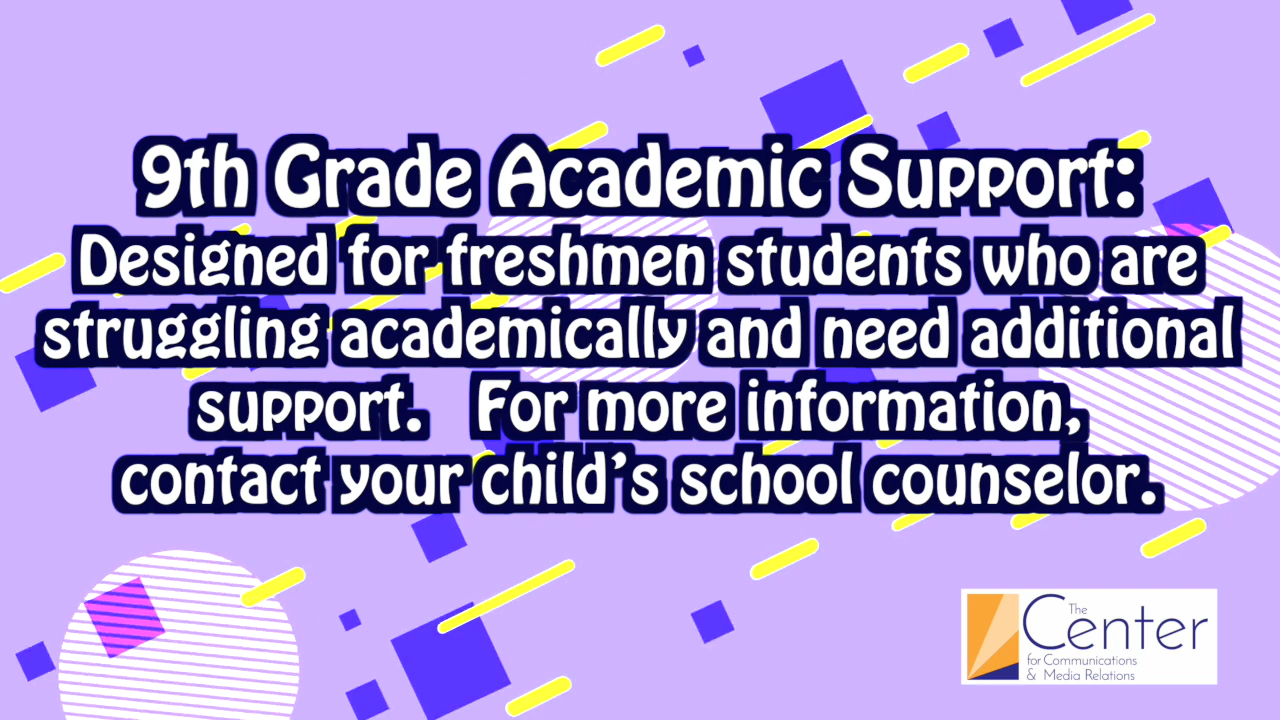 9th Grade Academic Support:
Designed for freshmen students who are
struggling academically and need additional
support.   For more information,
contact your child’s school counselor.
The
Center
for Communications
& Media Relations